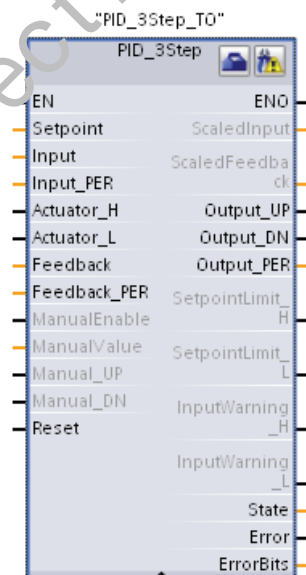 "PID_3Step_TO"
PID_3Step
EN ENO
Setpoint ScaledInput
Input ScaledFeedba
ck
Input_PER
Actuator_H Output_UP
Actuator_L Output_DN
Feedback Output_PER
Feedback_PER SetpointLimit_
H
ManualEnable
ManualValue SetpointLimit_
L
Manual_UP
Manual_DN InputWarning
_H
Reset
InputWarning
_L
State
Error
ErrorBits